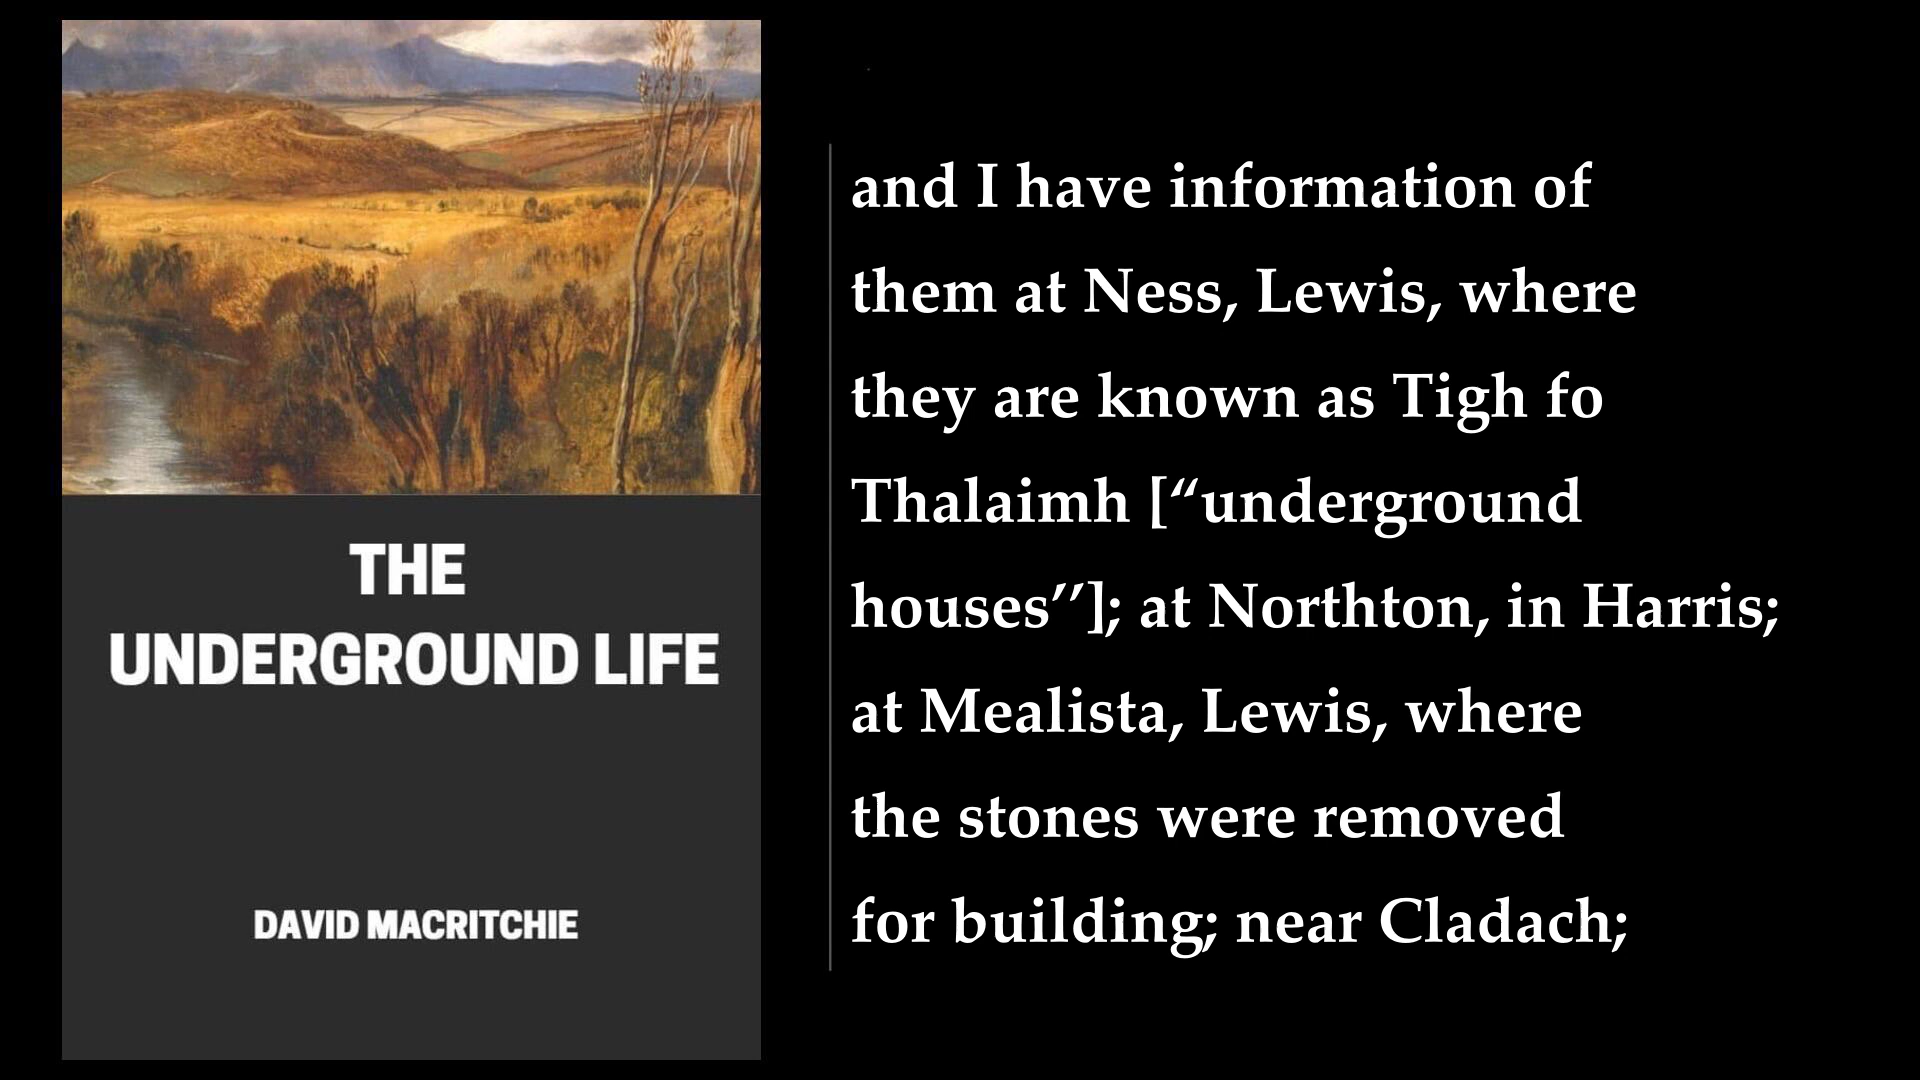 THE
UNDERGROUND LIFE
DAVID MACRITCHIE
and I have information of
them at Ness, Lewis, where
they are known as Tigh fo
Thalaimh [“underground
houses’’]; at Northton, in Harris;
at Mealista, Lewis, where
the stones were removed
for building; near Cladach;